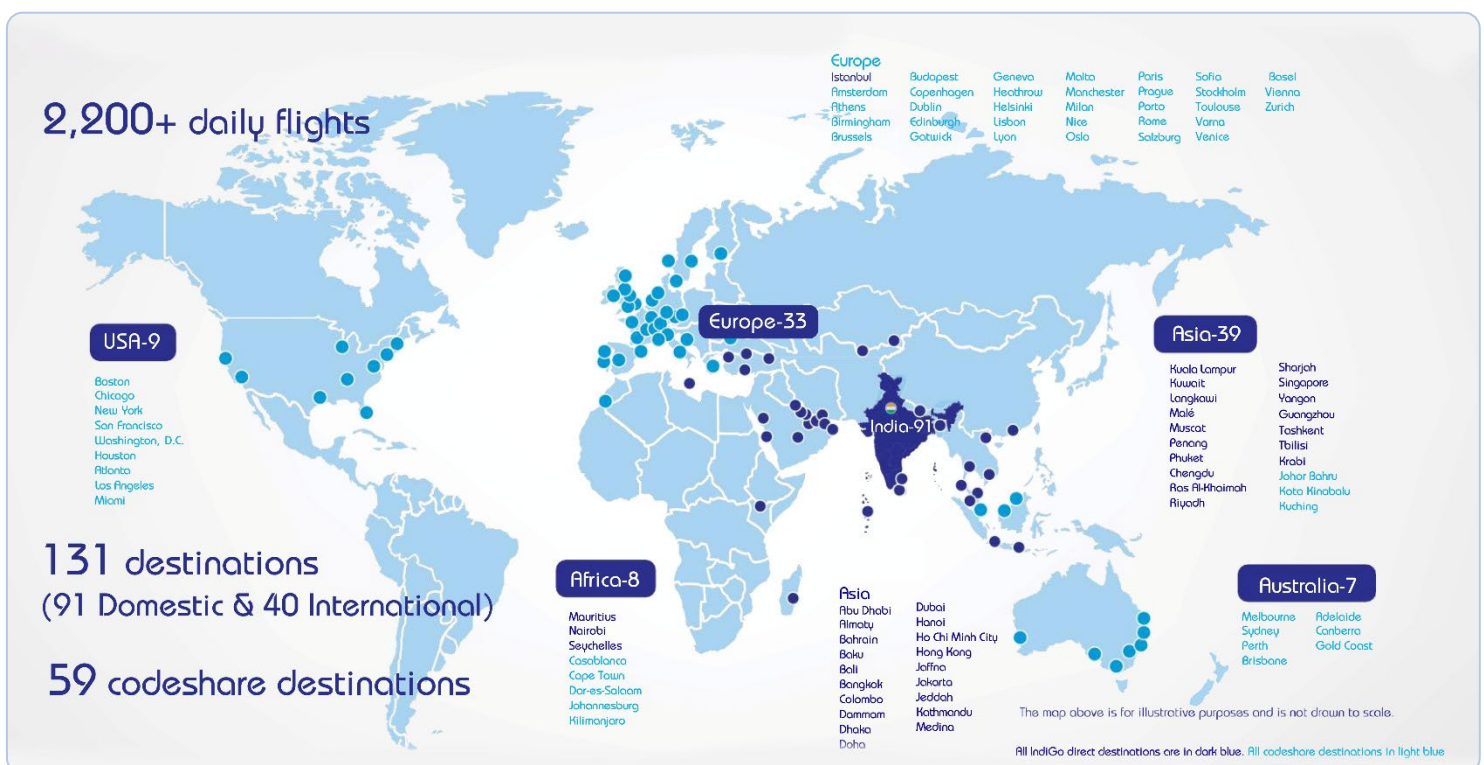 2,200+ daily flights
Europe
Istanbul
Amsterdam
Athens
Birmingham
Brussels
Budapest
Copenhagen
Dublin
Edinburgh
Gatwick
Geneva
Heathrow
Helsinki
Lisbon
Lyon
Malta
Manchester
Milan
Nice
Oslo
Paris
Prague
Porto
Rome
Salzburg
Sofia
Stockholm
Toulouse
Varna
Venice
Basel
Vienna
Zurich
USA-9
Boston
Chicago
New York
San Francisco
Washington, D.C.
Houston
Atlanta
Los Angeles
Miami
Europe-33
India-91
Asia-39
Kuala Lampur
Kuwait
Langkawi
Malé
Muscat
Penang
Phuket
Chengdu
Ras Al-Khaimah
Riyadh
Sharjah
Singapore
Yangon
Guangzhou
Tashkent
Tbilisi
Krabi
Johor Bahru
Kota Kinabalu
Kuching
131 destinations
(91 Domestic & 40 International)
59 codeshare destinations
Africa-8
Mauritius
Nairobi
Seychelles
Casablanca
Cape Town
Dar-es-Salaam
Johannesburg
Kilimanjaro
Asia
Abu Dhabi
Almaty
Bahrain
Baku
Bali
Bangkok
Colombo
Dammam
Dhaka
Doha
Dubai
Hanoi
Ho Chi Minh City
Hong Kong
Jaffna
Jakarta
Jeddah
Kathmandu
Medina
Australia-7
Melbourne
Sydney
Perth
Brisbane
Adelaide
Canberra
Gold Coast
The map above is for illustrative purposes and is not drawn to scale.
All IndiGo direct destinations are in dark blue. All codeshare destinations in light blue